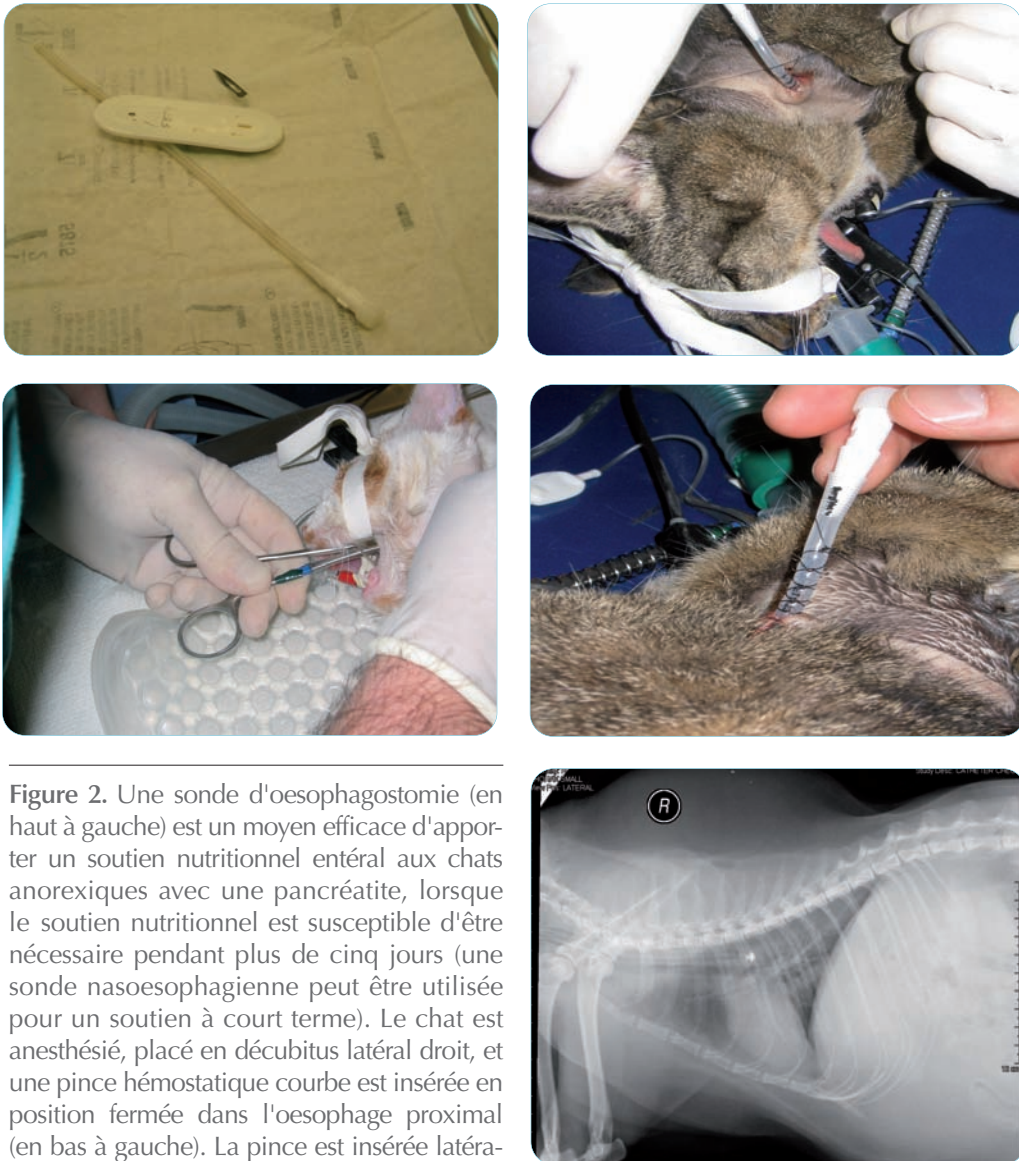 Figure 2. Une sonde d'oesophagostomie (en
haut à gauche) est un moyen efficace d'appor-
ter un soutien nutritionnel entéral aux chats
anorexiques avec une pancréatite, lorsque
le soutien nutritionnel est susceptible d'être
nécessaire pendant plus de cinq jours (une
sonde nasoesophagienne peut être utilisée
pour un soutien à court terme). Le chat est
anesthésié, placé en décubitus latéral droit, et
une pince hémostatique courbe est insérée en
position fermée dans l'oesophage proximal
(en bas à gauche). La pince est insérée latéra-
LATERAL
R